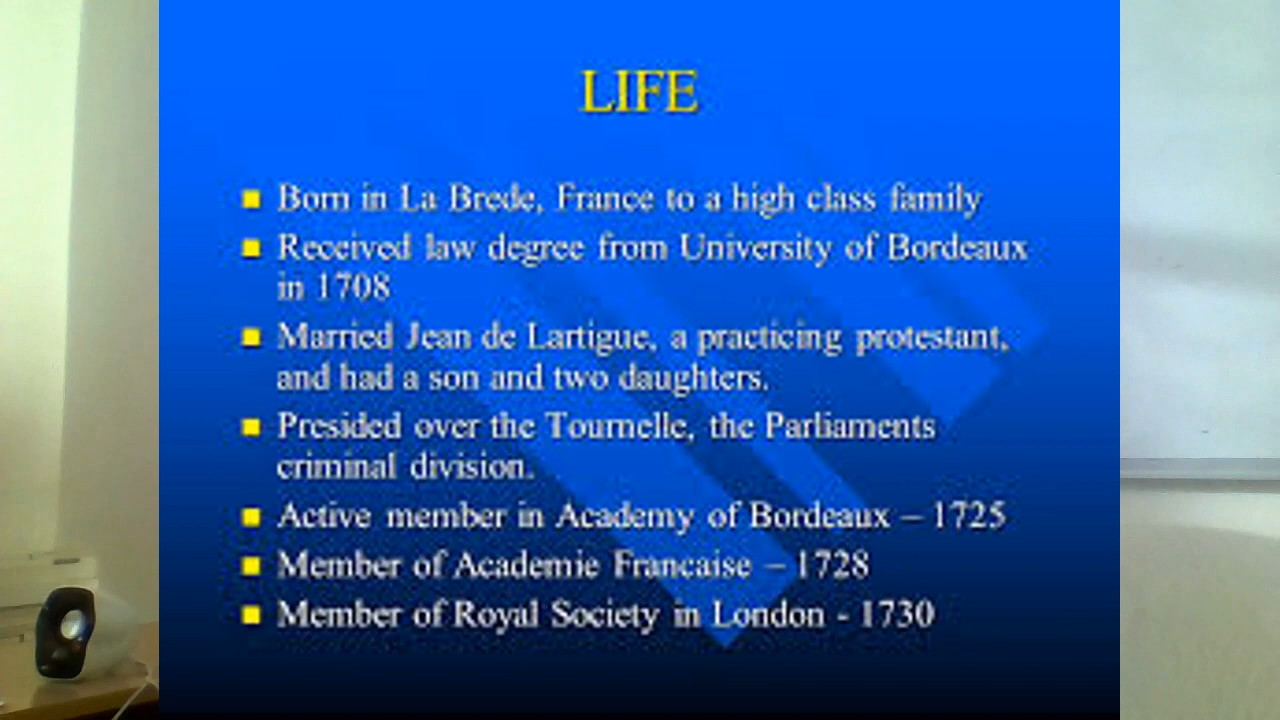 LIFE
Born in La Brede, France to a high class family
Received law degree from University of Bordeaux
in 1708
Married Jean de Lartigue, a practicing protestant,
and had a son and two daughters.
Presided over the Tournelle, the Parliaments
criminal division.
Active member in Academy of Bordeaux – 1725
Member of Academie Francaise – 1728
Member of Royal Society in London - 1730